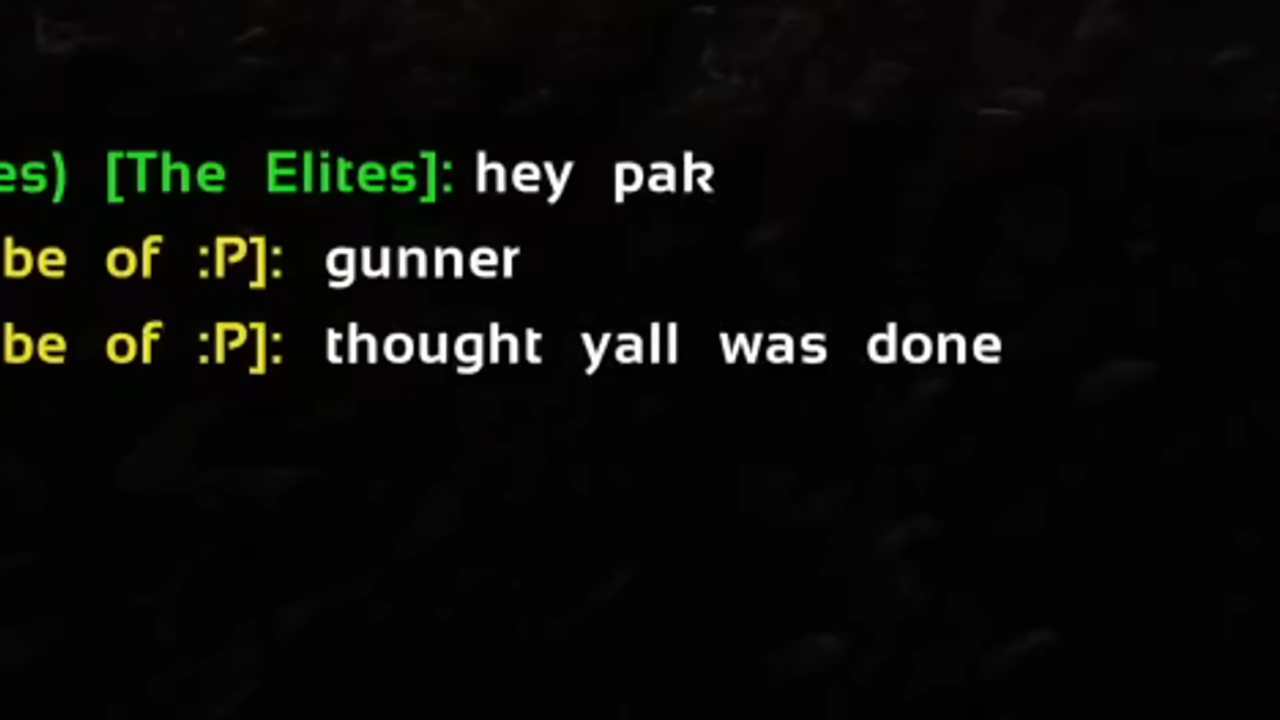 es) [The Elites]: hey pak
be of :P]: gunner
be of :P]: thought yall was done